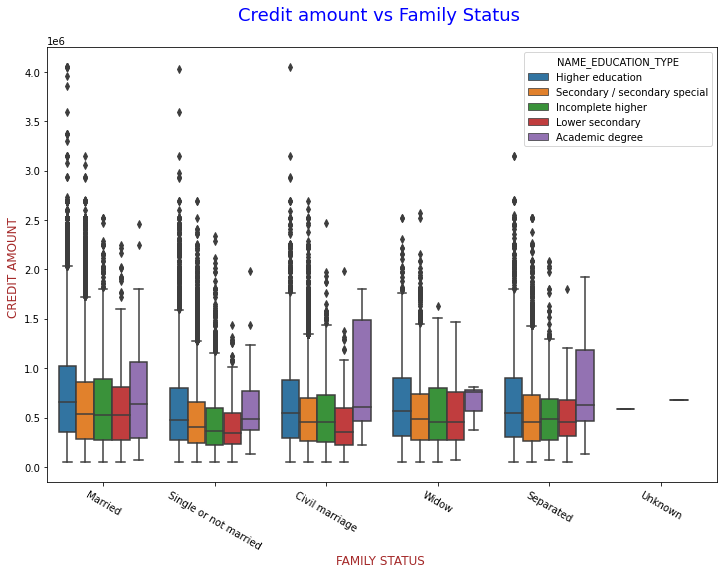 Credit amount vs Family Status
1e6
NAME_EDUCATION_TYPE
Higher education
Secondary / secondary special
Incomplete higher
Lower secondary
Academic degree
4.0
3.5
3.0
2.5
2.0
1.5
1.0
0.5
0.0
CREDIT AMOUNT
Married
Single or not married
Civil marriage
Widow
Separated
Unknown
FAMILY STATUS